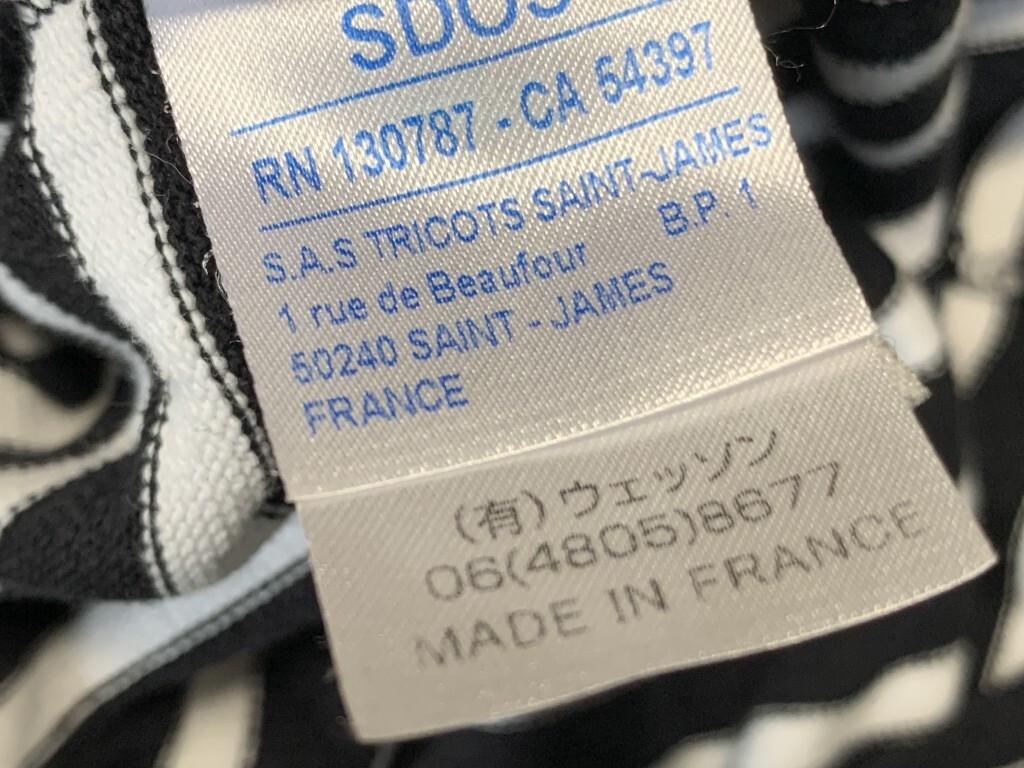 RN 130787 - CA 54397
S.A.S TRICOTS SAINT-JAMES
1 rue de Beaufour B.P. 1
50240 SAINT - JAMES
FRANCE
(有)ウェッソン
06(4805)8677
MADE IN FRANCE